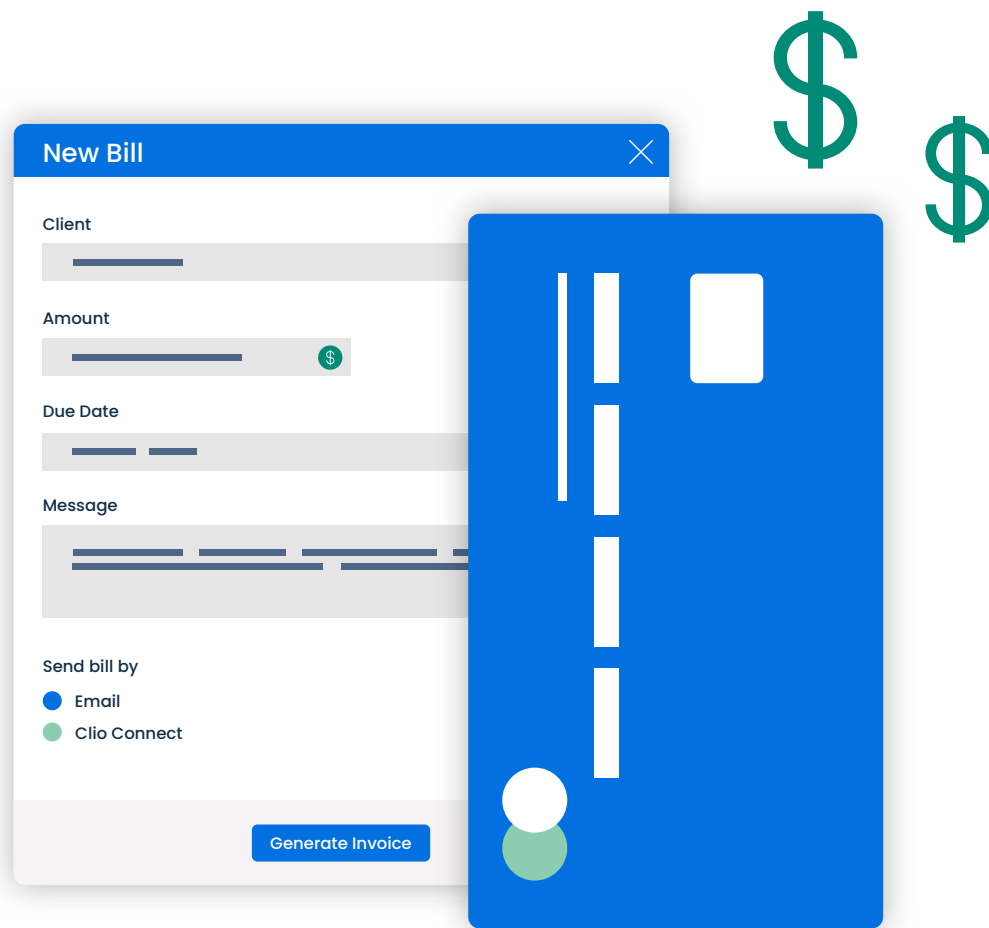 New Bill
Client
Amount
$
Due Date
Message
Send bill by
Email
Clio Connect
Generate Invoice
$
$